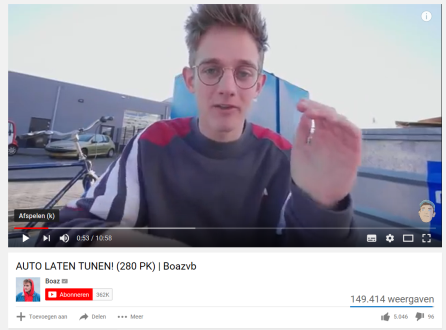 Afspelen (k)
0:53 / 10:58
AUTO LATEN TUNEN! (280 PK) | Boazvb
Boaz
Abonneren 362K
149.414 weergaven
Toevoegen aan Delen Meer 5.046 96